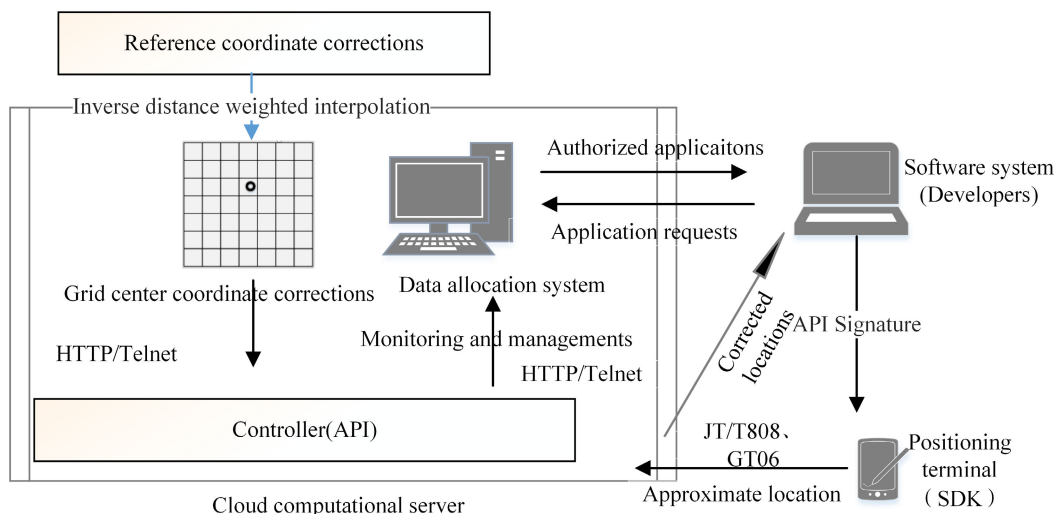 Reference coordinate corrections
Inverse distance weighted interpolation
Authorized applicaitons
Software system
(Developers)
Application requests
Grid center coordinate corrections
Data allocation system
Monitoring and managements
HTTP/Telnet
HTTP/Telnet
Corrected
locations
API Signature
Controller(API)
JT/T808、
GT06
Positioning
terminal
（SDK）
Approximate location
Cloud computational server